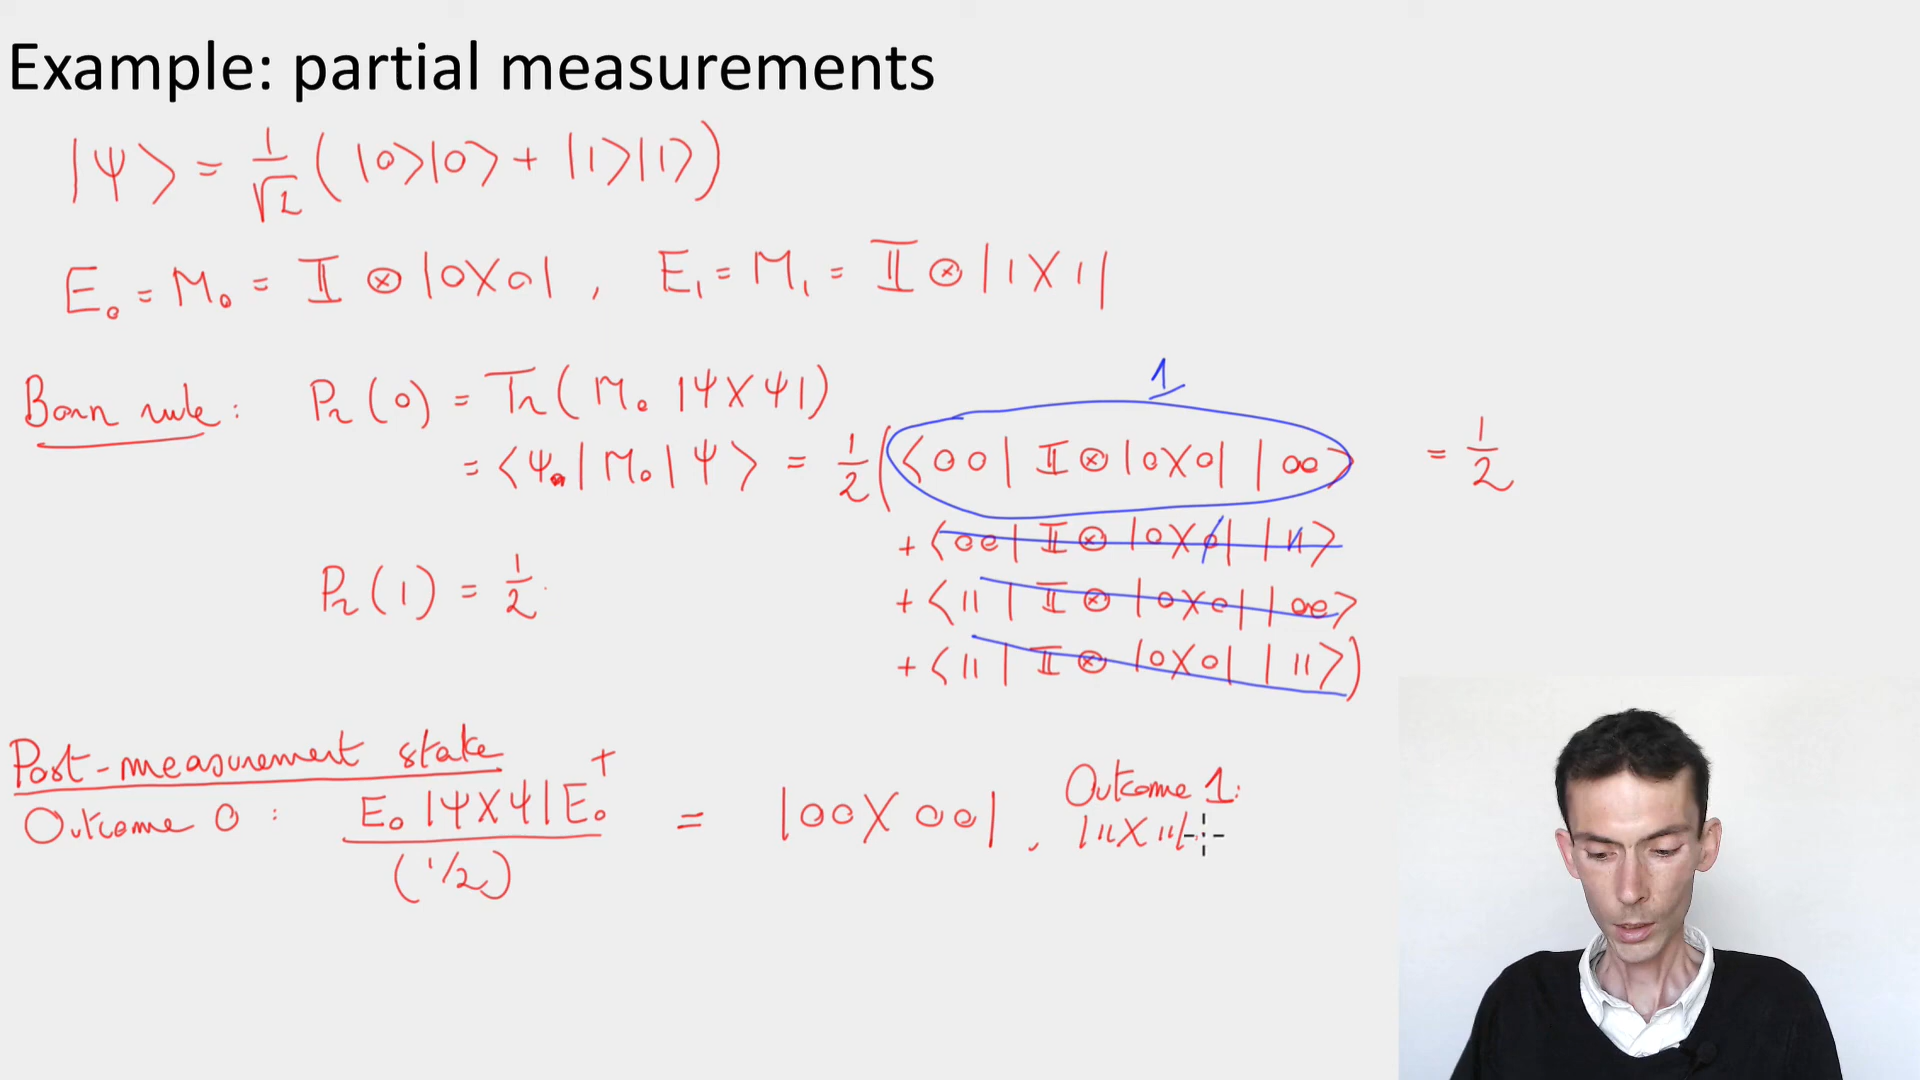 Example: partial measurements
|ψ⟩ = 1/√2 ( |0⟩|0⟩ + |1⟩|1⟩ )
E₀ = M₀ = 𝕀 ⊗ |0⟩⟨0| , E₁ = M₁ = 𝕀 ⊗ |1⟩⟨1|
1
Born rule: Pr(0) = Tr( M₀ |ψ⟩⟨ψ| )
= ⟨ψ| M₀ |ψ⟩ = 1/2 ( ⟨00| 𝕀 ⊗ |0⟩⟨0| |00⟩ = 1/2
+ ⟨00| 𝕀 ⊗ |0⟩⟨0| |11⟩
Pr(1) = 1/2 + ⟨11| 𝕀 ⊗ |0⟩⟨0| |00⟩
+ ⟨11| 𝕀 ⊗ |0⟩⟨0| |11⟩ )
Post-measurement state
Outcome 0 : E₀ |ψ⟩⟨ψ| E₀† / (1/2) = |00⟩⟨00| , Outcome 1:
|11⟩⟨11|